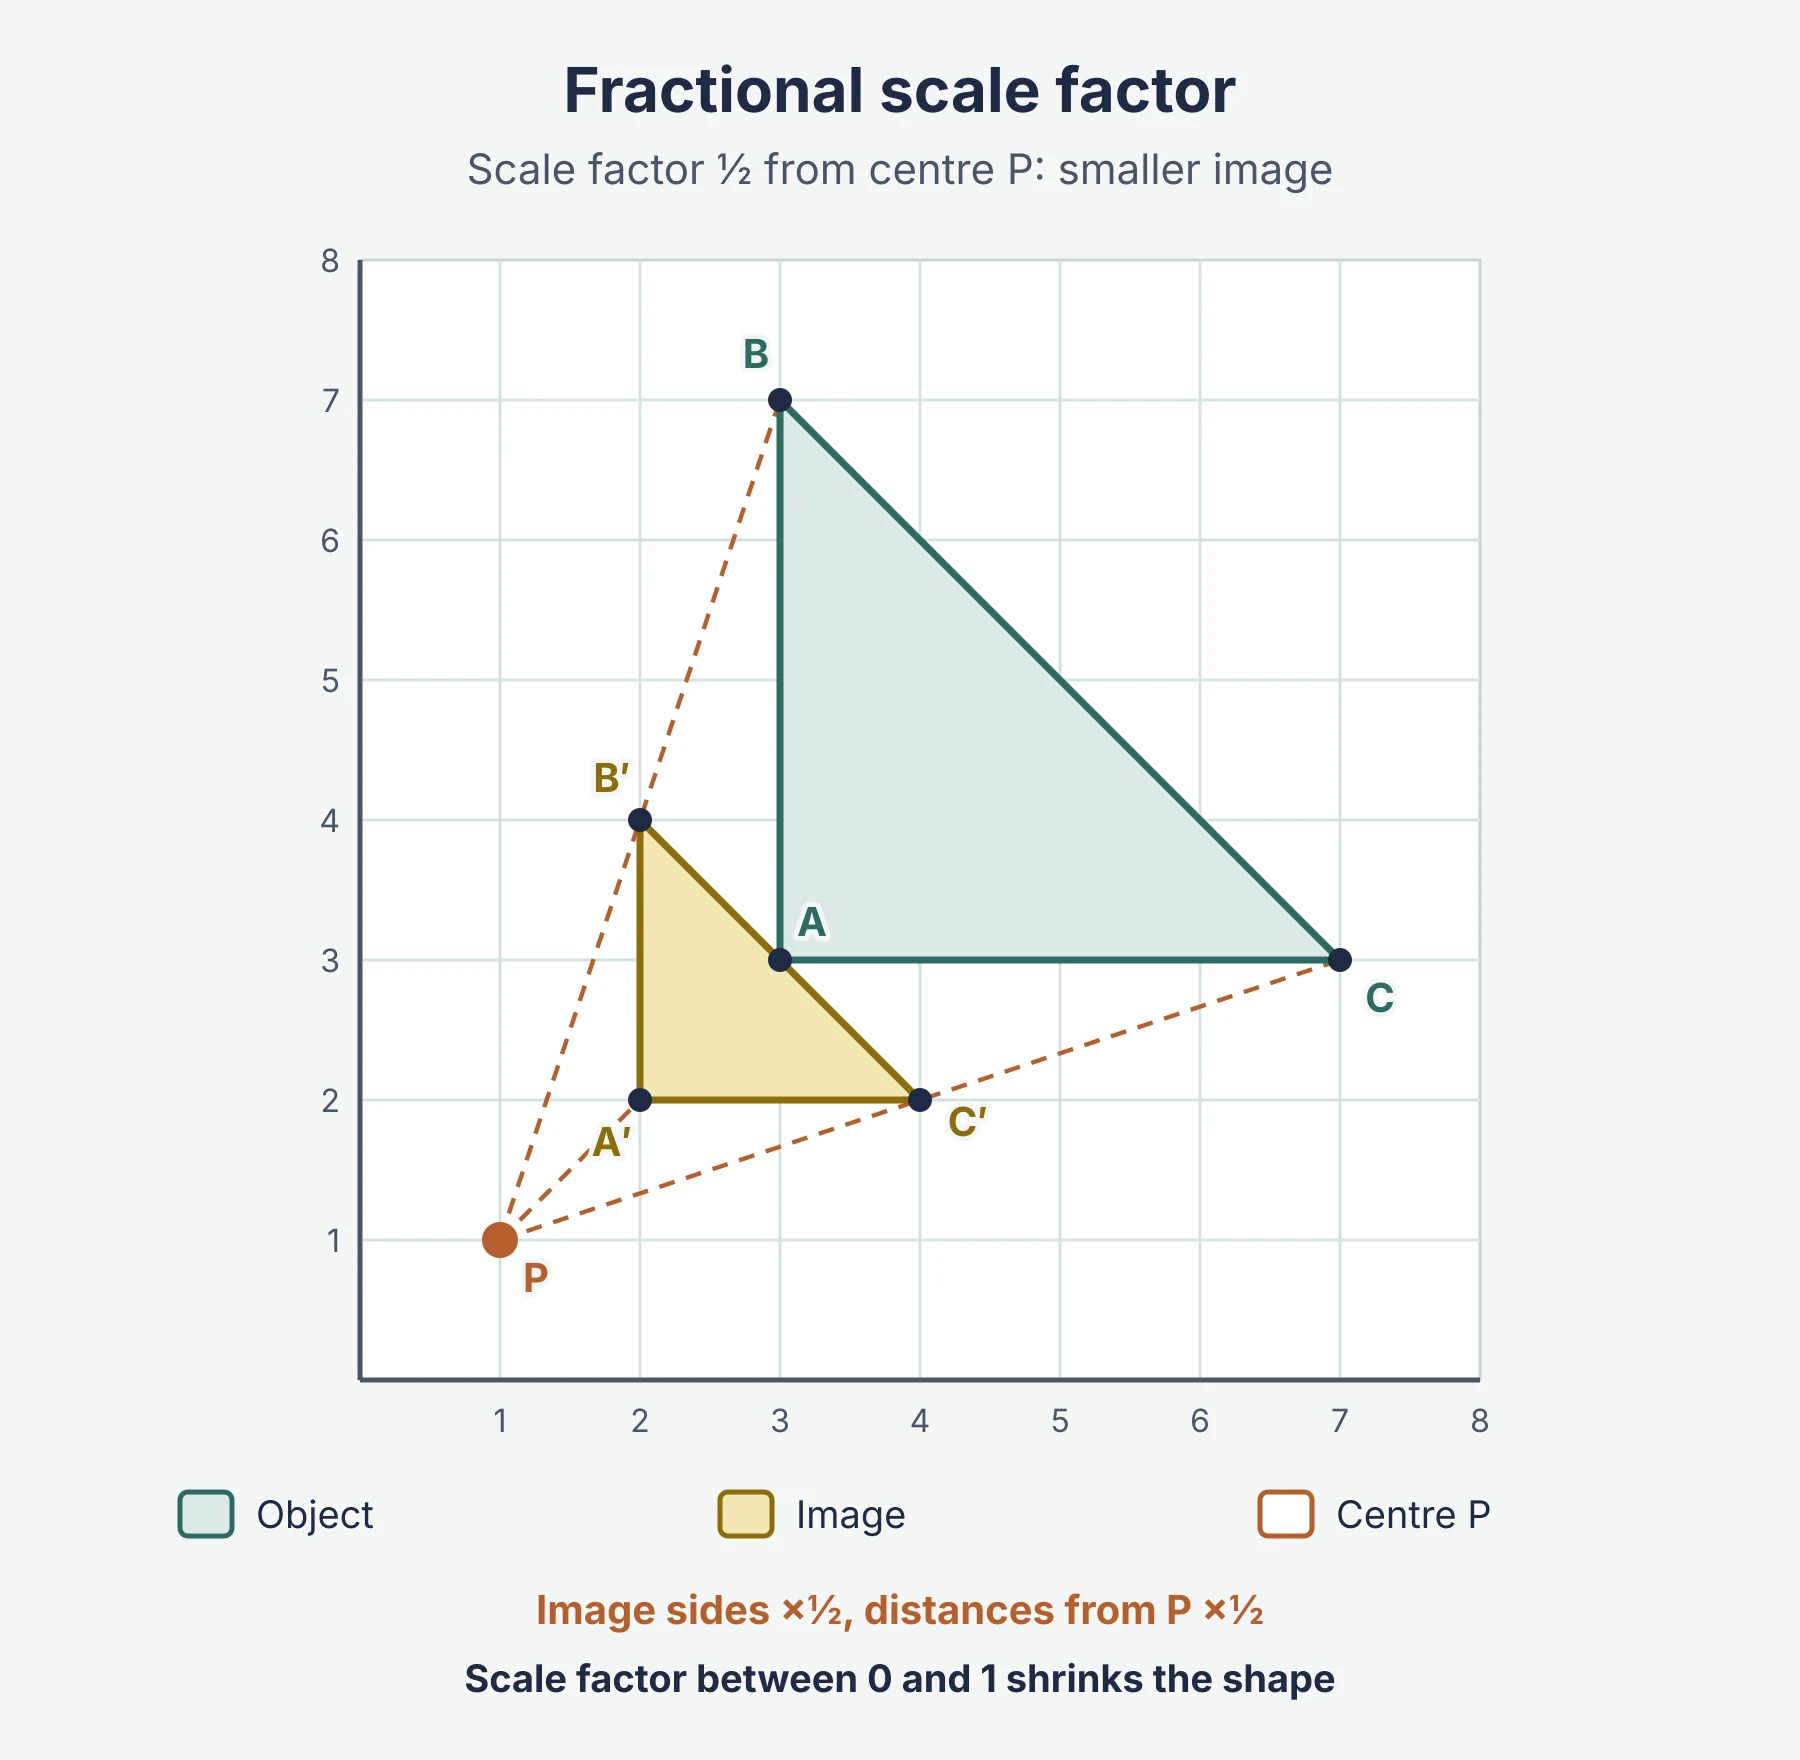 Fractional scale factor
Scale factor ½ from centre P: smaller image
8
B
7
6
5
B′
4
A
3
C
2
C′
A′
1
P
1 2 3 4 5 6 7 8
Object Image Centre P
Image sides ×½, distances from P ×½
Scale factor between 0 and 1 shrinks the shape